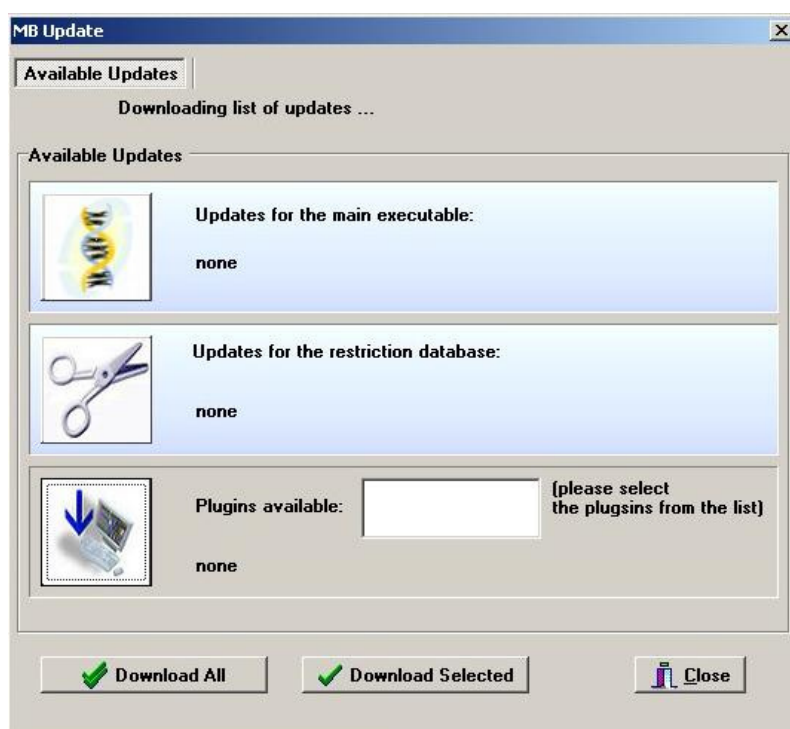 MB Update
Available Updates
Downloading list of updates ...
Available Updates
Updates for the main executable:
none
Updates for the restriction database:
none
Plugins available:
(please select
the plugsins from the list)
none
Download All
Download Selected
Close